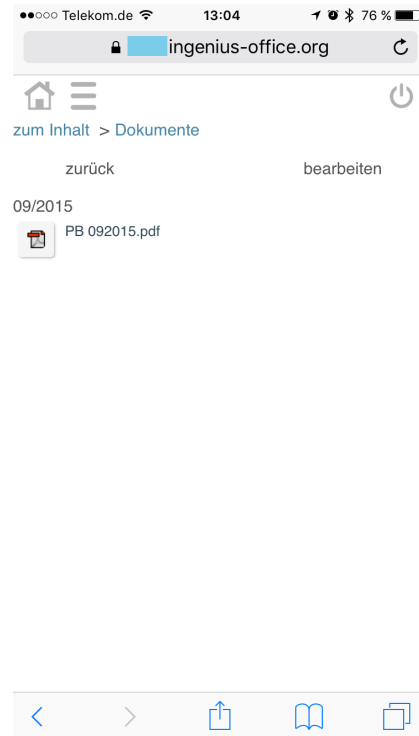 Telekom.de 13:04 76 %
ingenius-office.org
zum Inhalt > Dokumente
zurück bearbeiten
09/2015
PB 092015.pdf